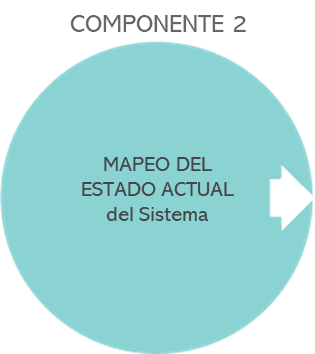 COMPONENTE 2
MAPEO DEL
ESTADO ACTUAL
del Sistema